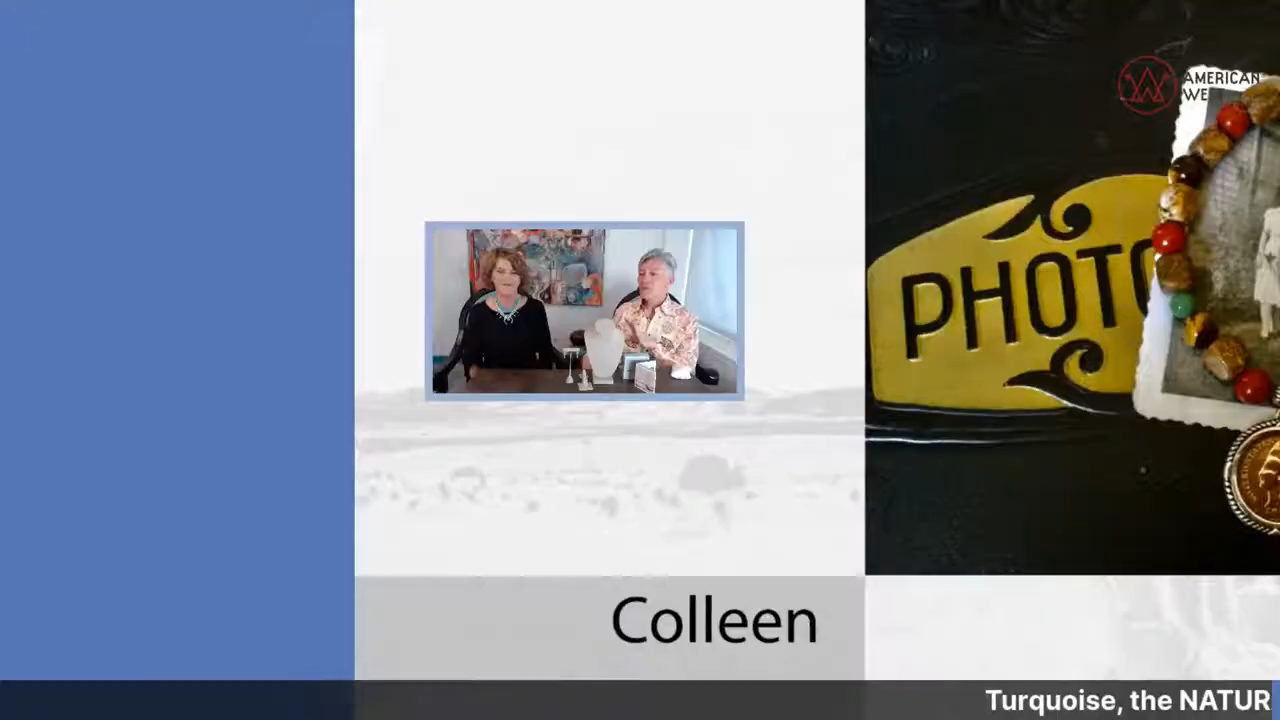 AMERICAN
WE
PHOTO
Colleen
Turquoise, the NATUR